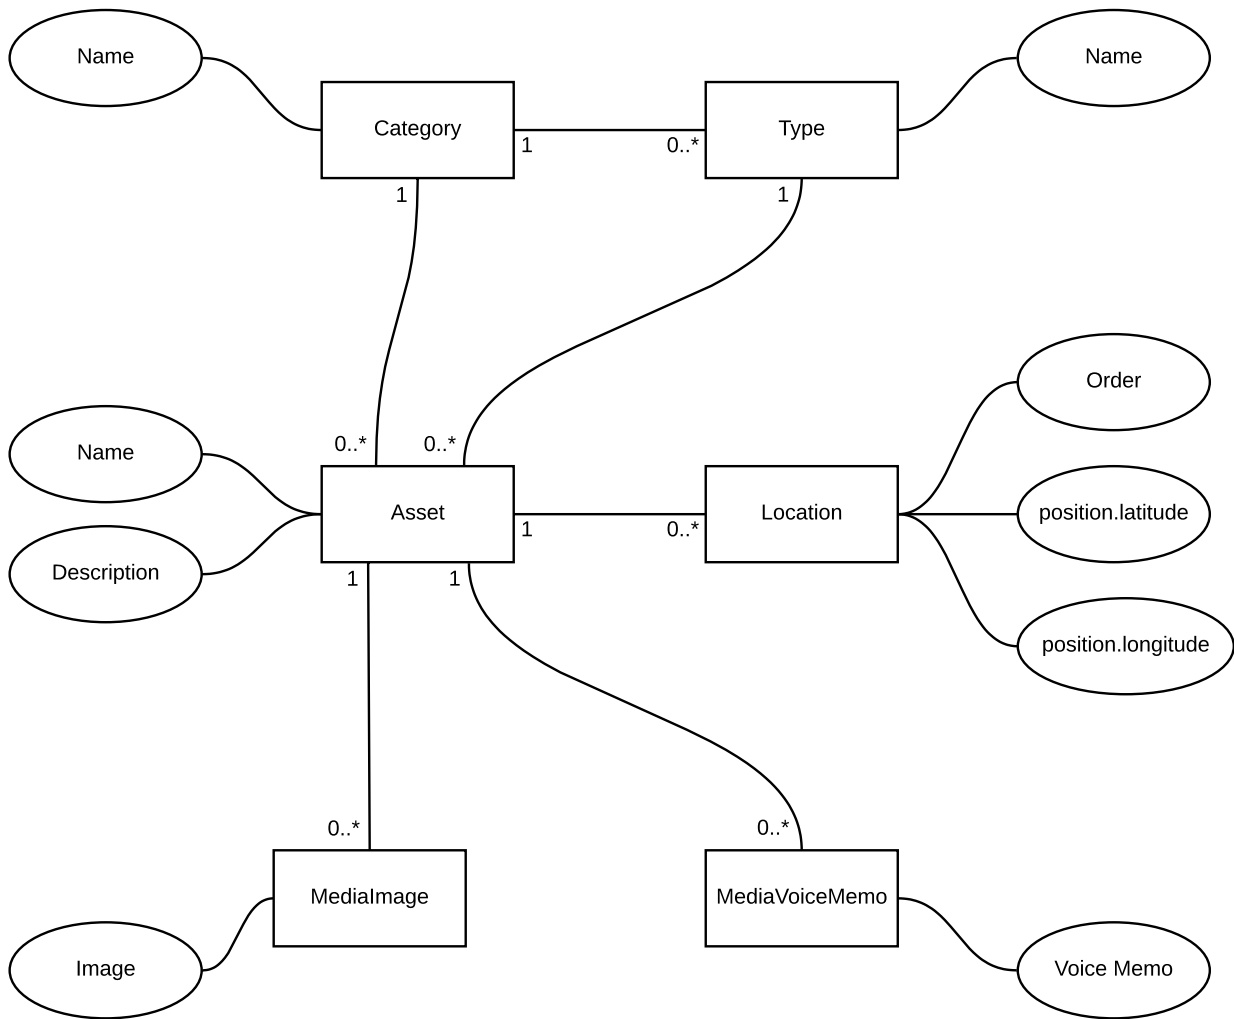 Name
Name
Category
Type
1
0..*
1
1
Order
0..*
0..*
Name
Asset
Location
position.latitude
1
0..*
Description
1
1
position.longitude
0..*
0..*
MediaImage
MediaVoiceMemo
Image
Voice Memo